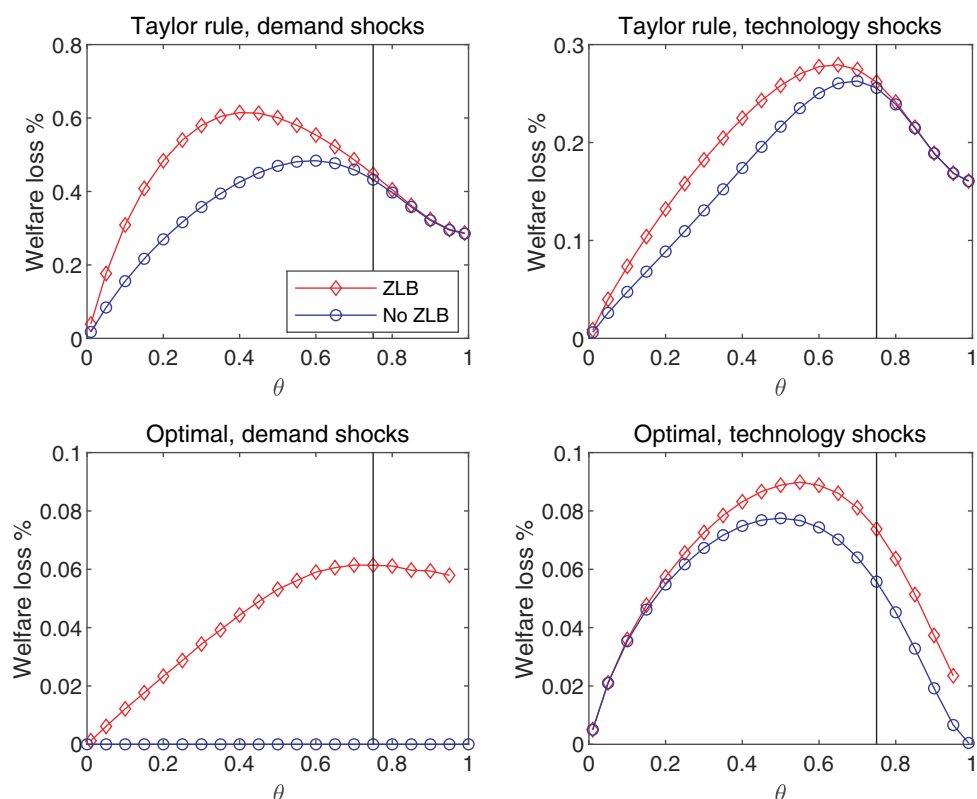 Taylor rule, demand shocks
0.8
0.6
0.4
0.2
0
Welfare loss %
0 0.2 0.4 0.6 0.8 1
θ
ZLB
No ZLB
Taylor rule, technology shocks
0.3
0.2
0.1
0
Welfare loss %
0 0.2 0.4 0.6 0.8 1
θ
Optimal, demand shocks
0.1
0.08
0.06
0.04
0.02
0
Welfare loss %
0 0.2 0.4 0.6 0.8 1
θ
Optimal, technology shocks
0.1
0.08
0.06
0.04
0.02
0
Welfare loss %
0 0.2 0.4 0.6 0.8 1
θ